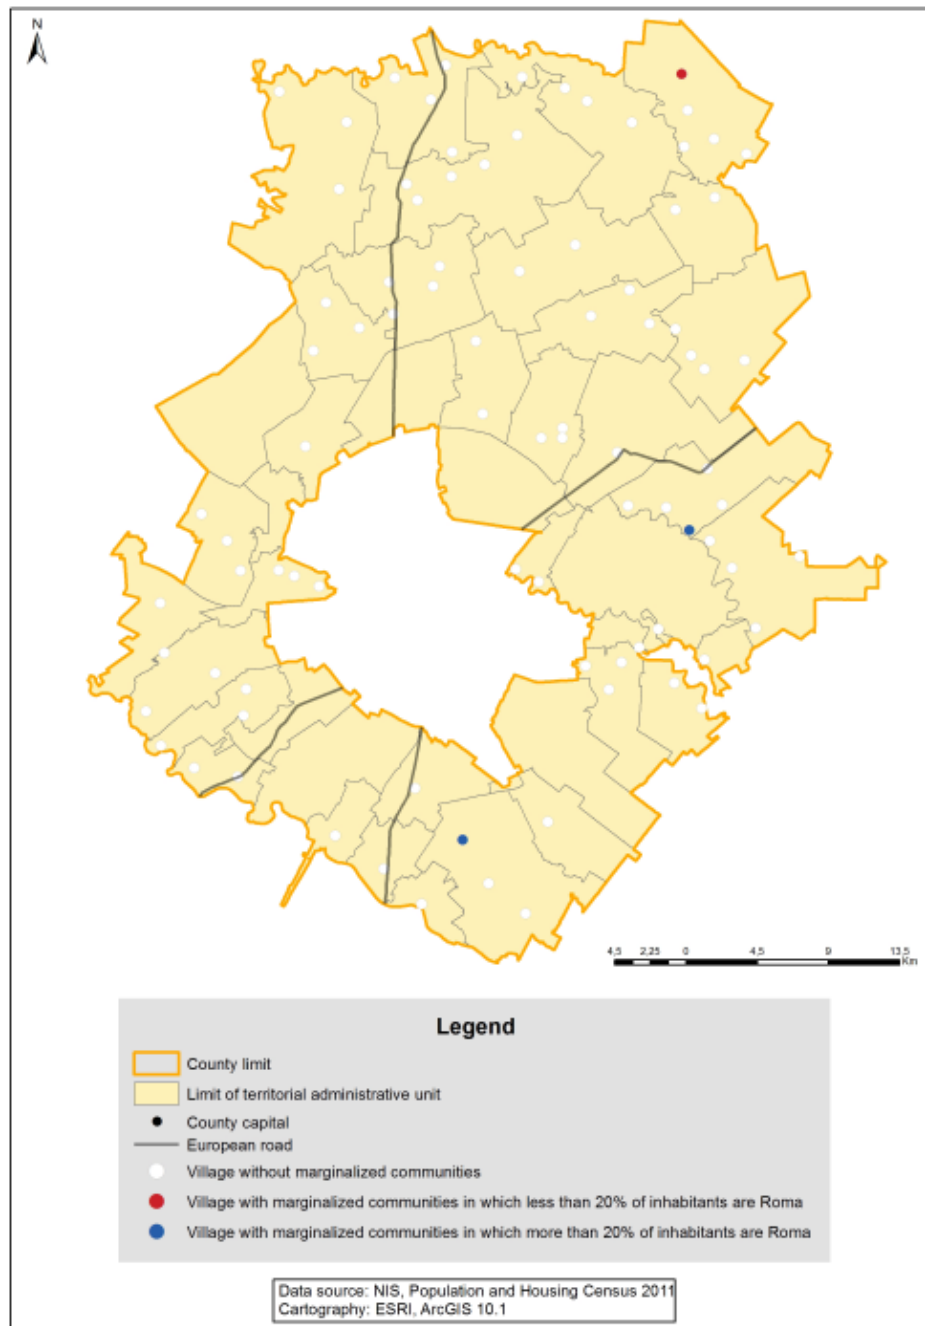 N
4,5 2,25 0 4,5 9 13,5
Km
Legend
County limit
Limit of territorial administrative unit
County capital
European road
Village without marginalized communities
Village with marginalized communities in which less than 20% of inhabitants are Roma
Village with marginalized communities in which more than 20% of inhabitants are Roma
Data source: NIS, Population and Housing Census 2011
Cartography: ESRI, ArcGIS 10.1